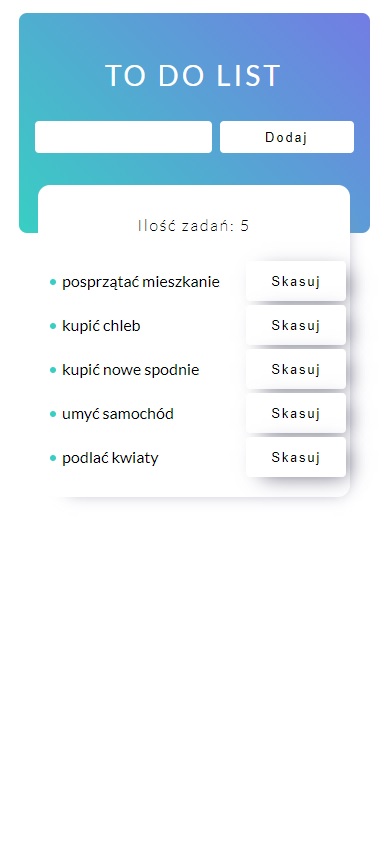 TO DO LIST
Dodaj
Ilość zadań: 5
posprzątać mieszkanie Skasuj
kupić chleb Skasuj
kupić nowe spodnie Skasuj
umyć samochód Skasuj
podlać kwiaty Skasuj